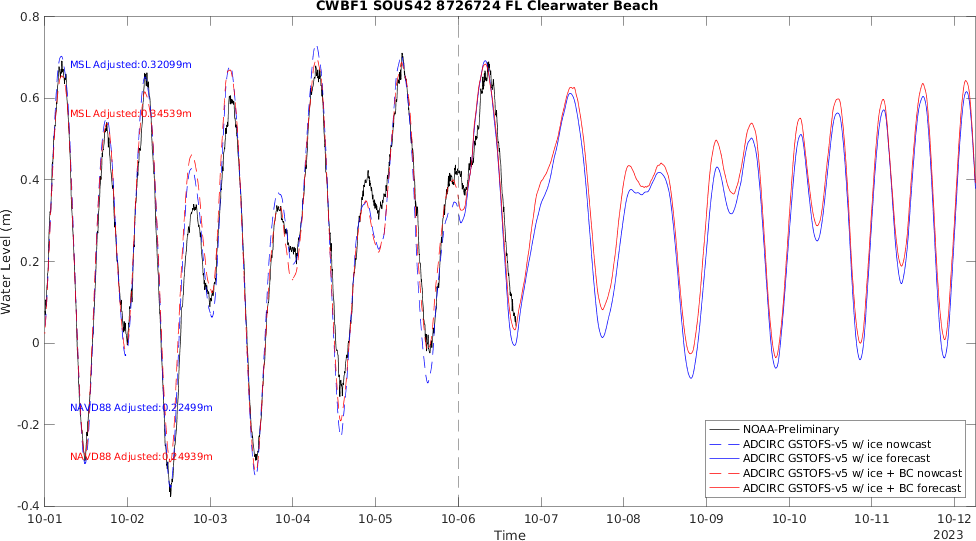 CWBF1 SOUS42 8726724 FL Clearwater Beach
0.8
0.6
0.4
0.2
0
-0.2
-0.4
Water Level (m)
MSL Adjusted:0.32099m
MSL Adjusted:0.34539m
NAVD88 Adjusted:0.22499m
NAVD88 Adjusted:0.24939m
NOAA-Preliminary
ADCIRC GSTOFS-v5 w/ ice nowcast
ADCIRC GSTOFS-v5 w/ ice forecast
ADCIRC GSTOFS-v5 w/ ice + BC nowcast
ADCIRC GSTOFS-v5 w/ ice + BC forecast
10-01 10-02 10-03 10-04 10-05 10-06 10-07 10-08 10-09 10-10 10-11 10-12
Time
2023